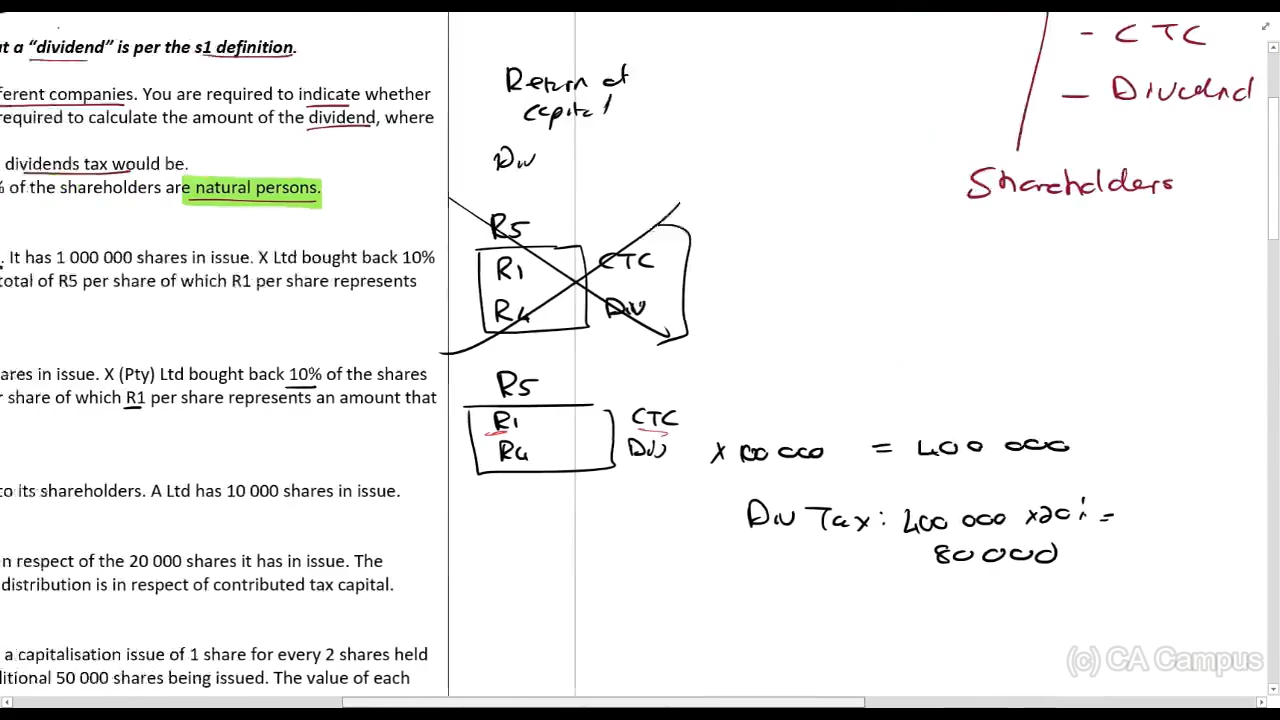 at a “dividend” is per the s1 definition.
ferent companies. You are required to indicate whether
required to calculate the amount of the dividend, where
dividends tax would be.
% of the shareholders are natural persons.
. It has 1 000 000 shares in issue. X Ltd bought back 10%
total of R5 per share of which R1 per share represents
ares in issue. X (Pty) Ltd bought back 10% of the shares
r share of which R1 per share represents an amount that
to its shareholders. A Ltd has 10 000 shares in issue.
n respect of the 20 000 shares it has in issue. The
distribution is in respect of contributed tax capital.
a capitalisation issue of 1 share for every 2 shares held
ditional 50 000 shares being issued. The value of each
Return of
capital
Div
R5
R1 CTC
R4 Div
R5
R1 CTC
R4 Div x 100 000 = 400 000
Div Tax: 400 000 x20% =
80 000
- CTC
- Dividend
Shareholders
(c) CA Campus